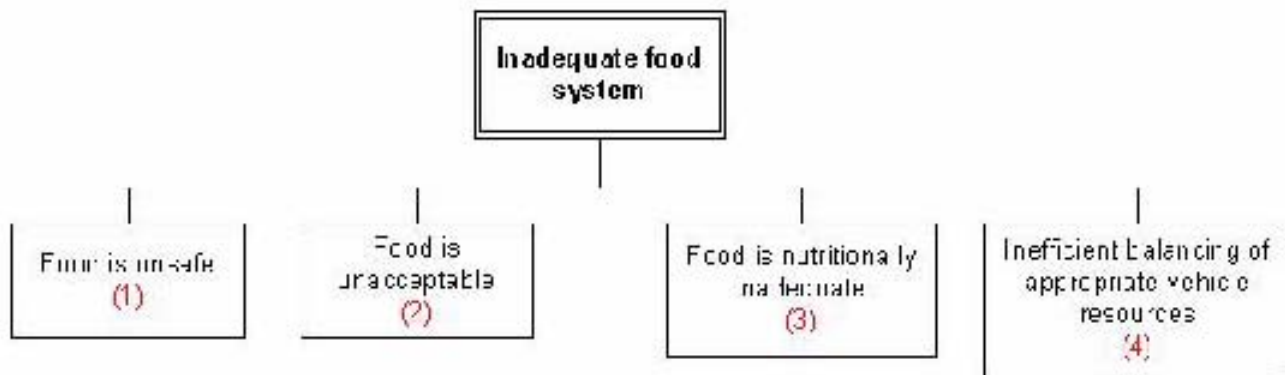 Inadequate food
system
Food is unsafe
(1)
Food is
unacceptable
(2)
Food is nutritionally
inadequate
(3)
Inefficient balancing of
appropriate vehicle
resources
(4)